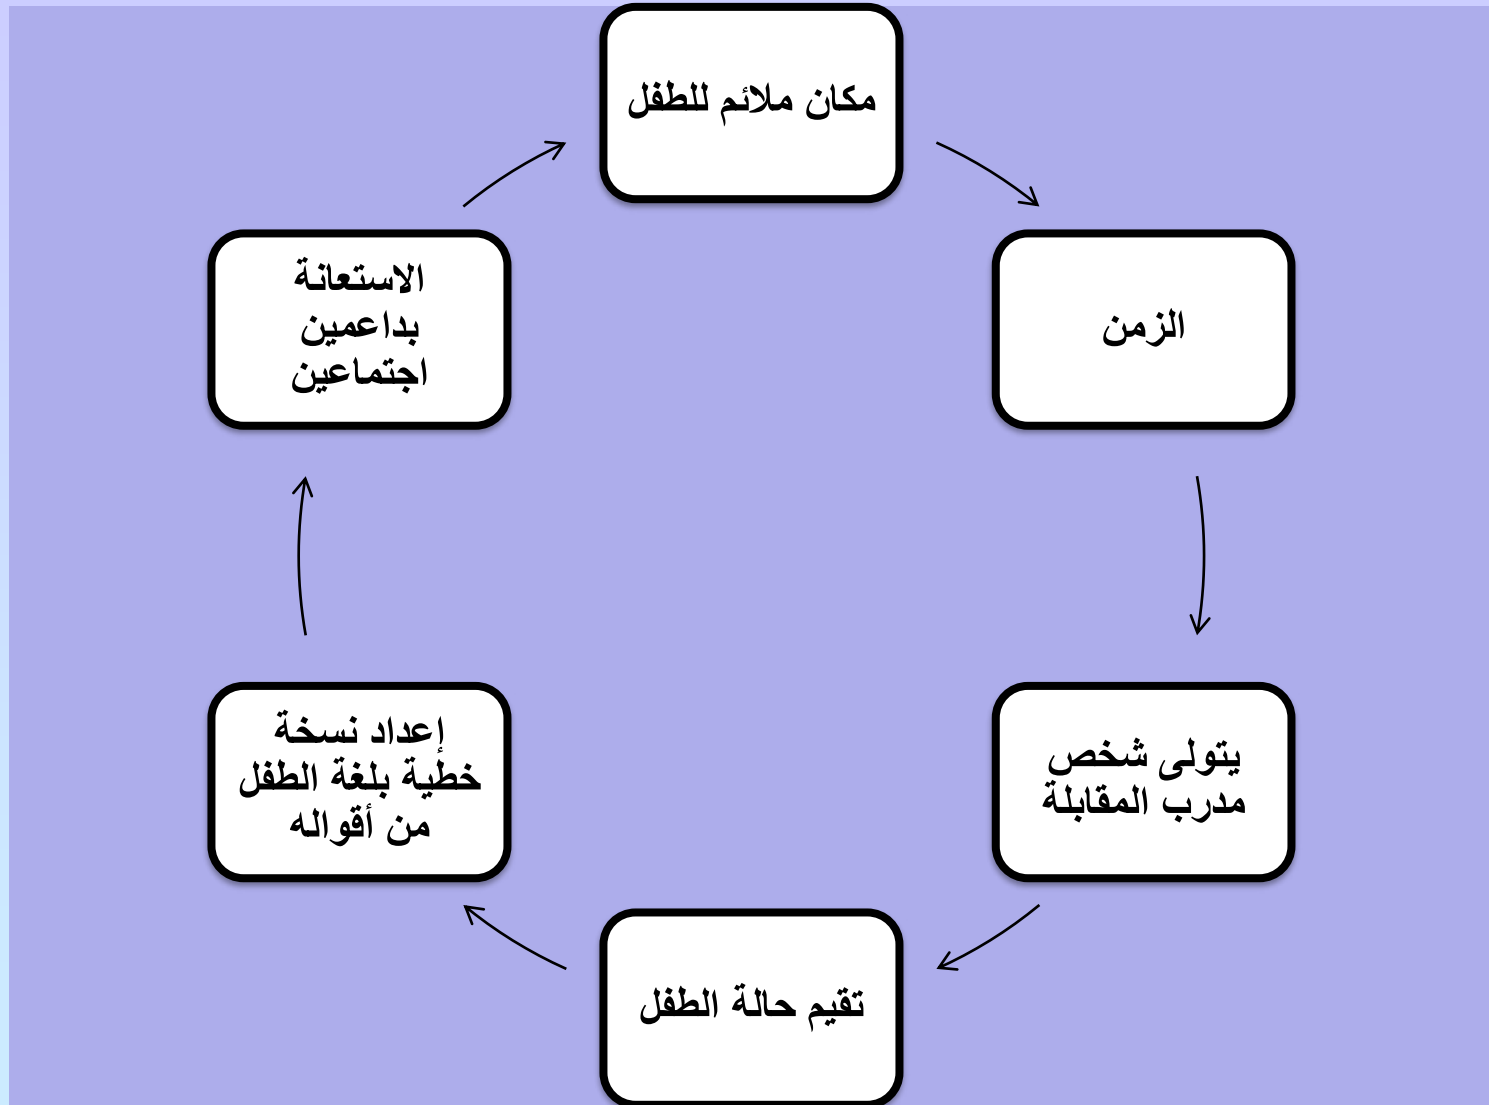 مكان ملائم للطفل
الزمن
يتولى شخص
مدرب المقابلة
تقيم حالة الطفل
إعداد نسخة
خطية بلغة الطفل
من أقواله
الاستعانة
بداعمين
اجتماعين